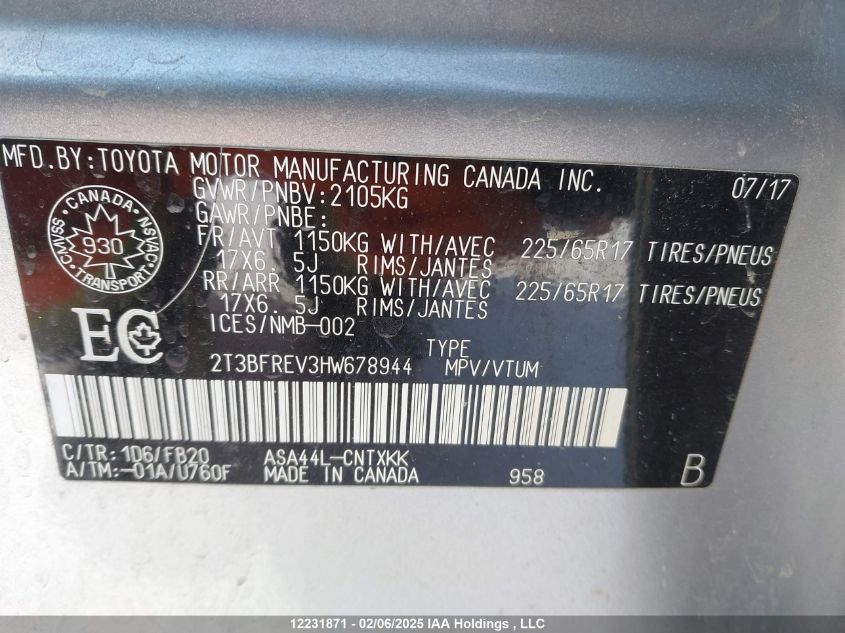 MFD.BY:TOYOTA MOTOR MANUFACTURING CANADA INC. 07/17
GVWR/PNBV:2105KG
GAWR/PNBE:
FR/AVT 1150KG WITH/AVEC 225/65R17 TIRES/PNEUS
17X6. 5J RIMS/JANTES
RR/ARR 1150KG WITH/AVEC 225/65R17 TIRES/PNEUS
17X6. 5J RIMS/JANTES
ICES/NMB-002
CANADA
CMVSS 930 NSVAC
TRANSPORT
EC
TYPE
2T3BFREV3HW678944 MPV/VTUM
C/TR:1D6/FB20 ASA44L-CNTXKK
A/TM:-01A/U760F MADE IN CANADA 958 B
12231871 - 02/06/2025 IAA Holdings , LLC